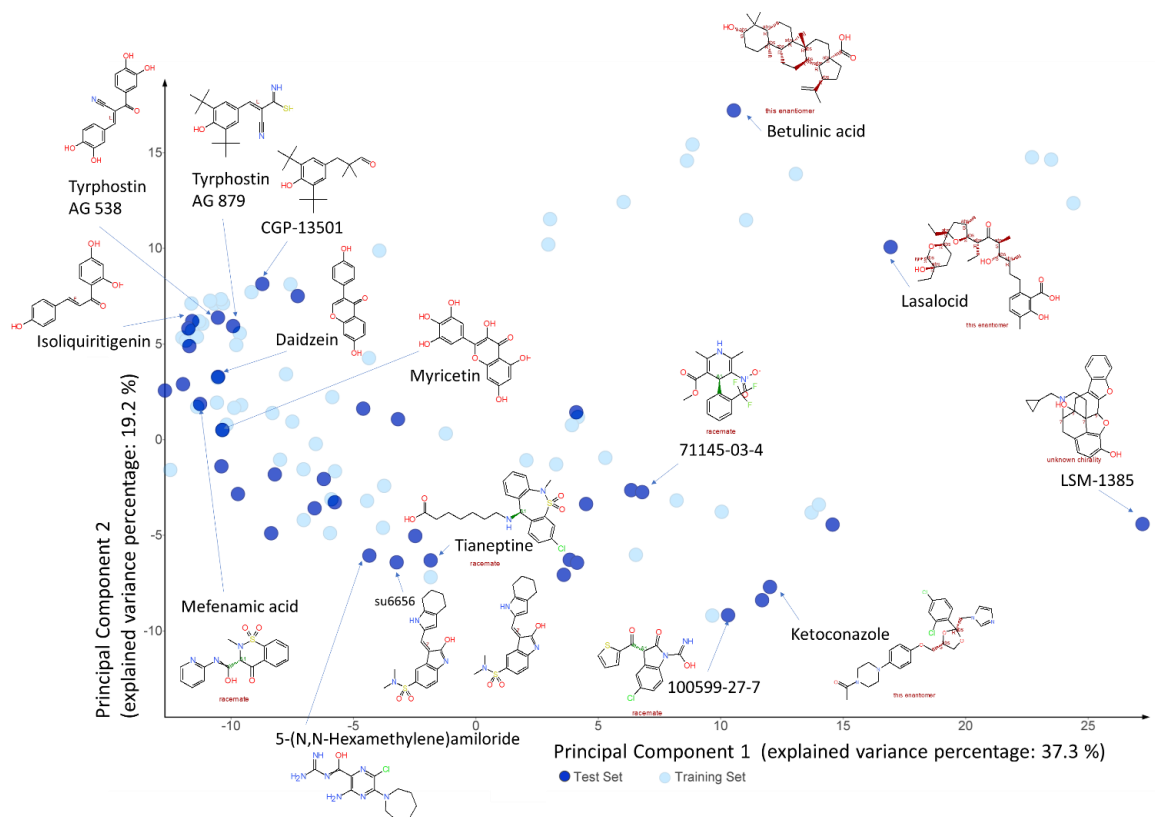 Tyrphostin
AG 538
Tyrphostin
AG 879
CGP-13501
this enantiomer
Betulinic acid
Isoliquiritigenin
Daidzein
Myricetin
Lasalocid
this enantiomer
racemate
71145-03-4
unknown chirality
LSM-1385
Tianeptine
racemate
su6656
Mefenamic acid
racemate
Ketoconazole
this enantiomer
100599-27-7
racemate
5-(N,N-Hexamethylene)amiloride
Principal Component 2
(explained variance percentage: 19.2 %)
15
10
5
0
-5
-10
-10
-5
0
5
10
15
20
25
Principal Component 1 (explained variance percentage: 37.3 %)
Test Set
Training Set